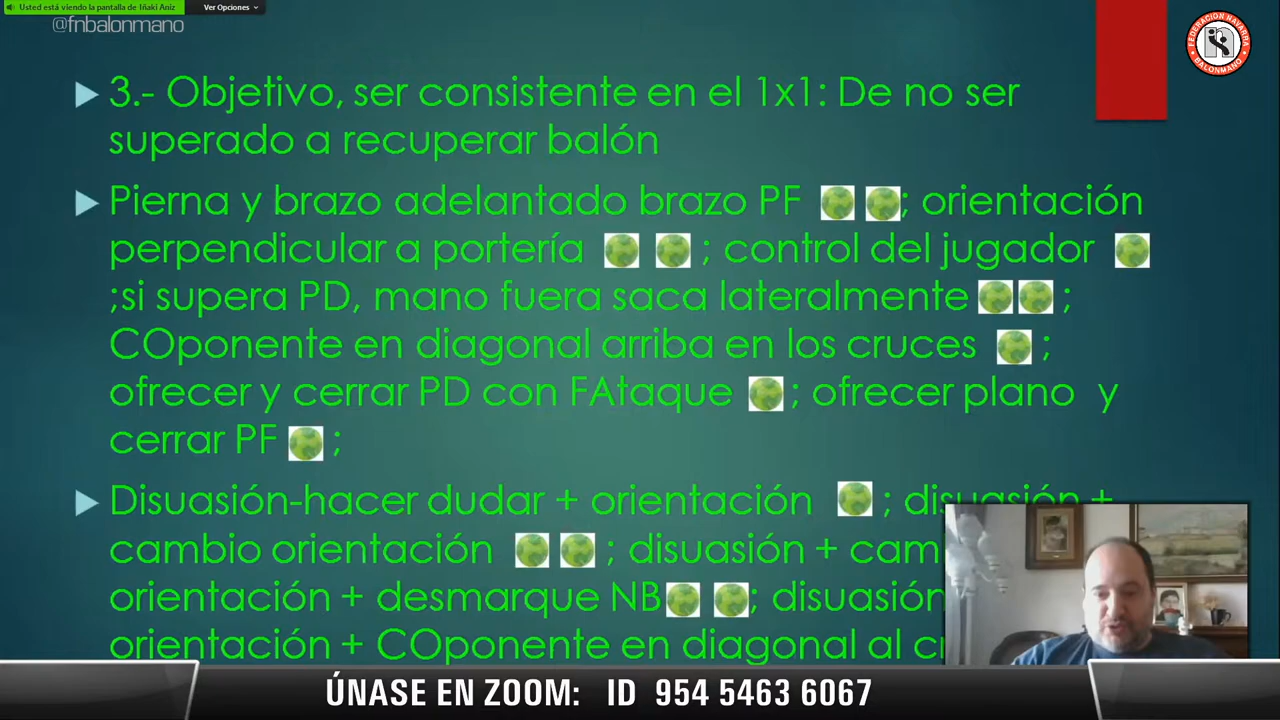 Usted está viendo la pantalla de Iñaki Aniz
Ver Opciones
@fnbalonmano
FEDERACION NAVARRA
BALONMANO
3.- Objetivo, ser consistente en el 1x1: De no ser
superado a recuperar balón
Pierna y brazo adelantado brazo PF ; orientación
perpendicular a portería ; control del jugador
;si supera PD, mano fuera saca lateralmente ;
COponente en diagonal arriba en los cruces ;
ofrecer y cerrar PD con FAtaque ; ofrecer plano y
cerrar PF ;
Disuasión-hacer dudar + orientación ; disuasión +
cambio orientación ; disuasión + cam
orientación + desmarque NB ; disuasión
orientación + COponente en diagonal al c
ÚNASE EN ZOOM: ID 954 5463 6067